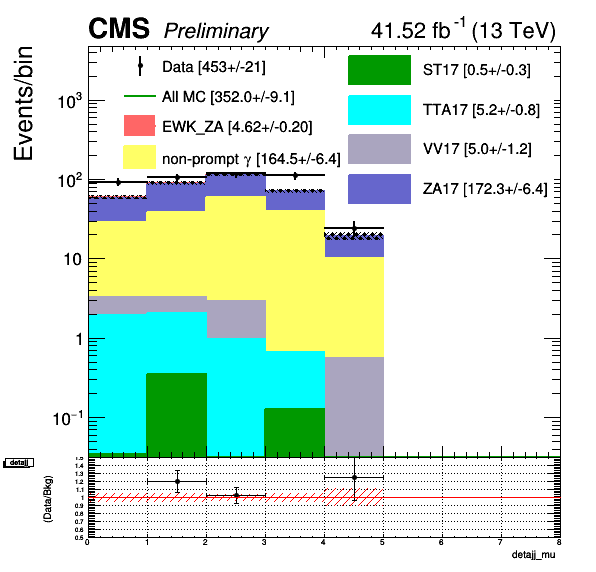 CMS Preliminary 41.52 fb⁻¹ (13 TeV)
Events/bin
Data [453+/-21]
All MC [352.0+/-9.1]
EWK_ZA [4.62+/-0.20]
non-prompt γ [164.5+/-6.4]
ST17 [0.5+/-0.3]
TTA17 [5.2+/-0.8]
VV17 [5.0+/-1.2]
ZA17 [172.3+/-6.4]
10³
10²
10
1
10⁻¹
detajj
(Data/Bkg)
1.5
1.4
1.3
1.2
1.1
1
0.9
0.8
0.7
0.6
0.5
0 1 2 3 4 5 6 7 8
detajj_mu